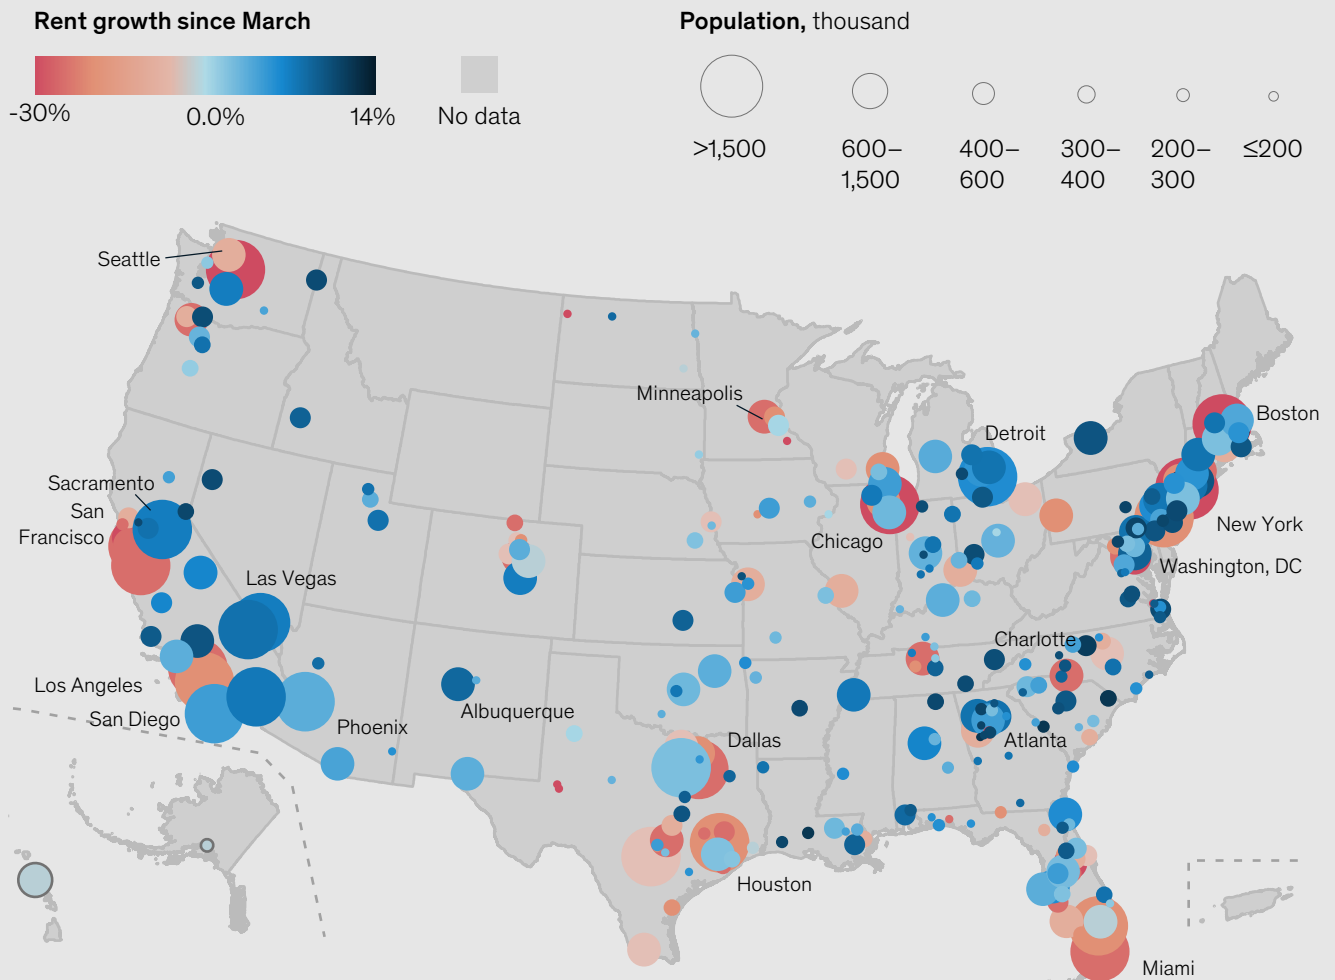 Rent growth since March
-30%
0.0%
14%
No data
Population, thousand
>1,500
600–
1,500
400–
600
300–
400
200–
300
≤200
Seattle
Minneapolis
Boston
Detroit
Sacramento
San
Francisco
New York
Chicago
Washington, DC
Las Vegas
Charlotte
Los Angeles
San Diego
Phoenix
Albuquerque
Dallas
Atlanta
Houston
Miami